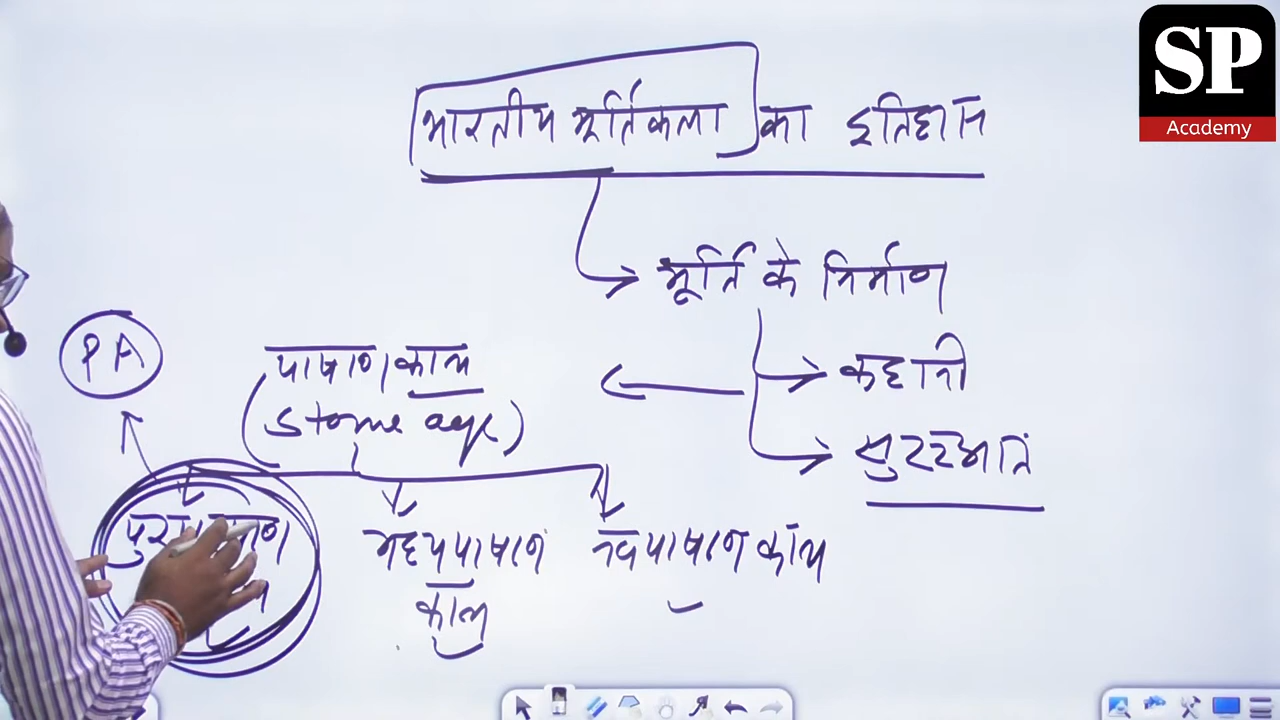 SP
Academy
भारतीय मूर्तिकला का इतिहास
मूर्ति के निर्माण
PA
पाषाण काल
कहानी
(Stone age)
सुरुआत
मध्यपाषाण नवपाषाण काल
काल